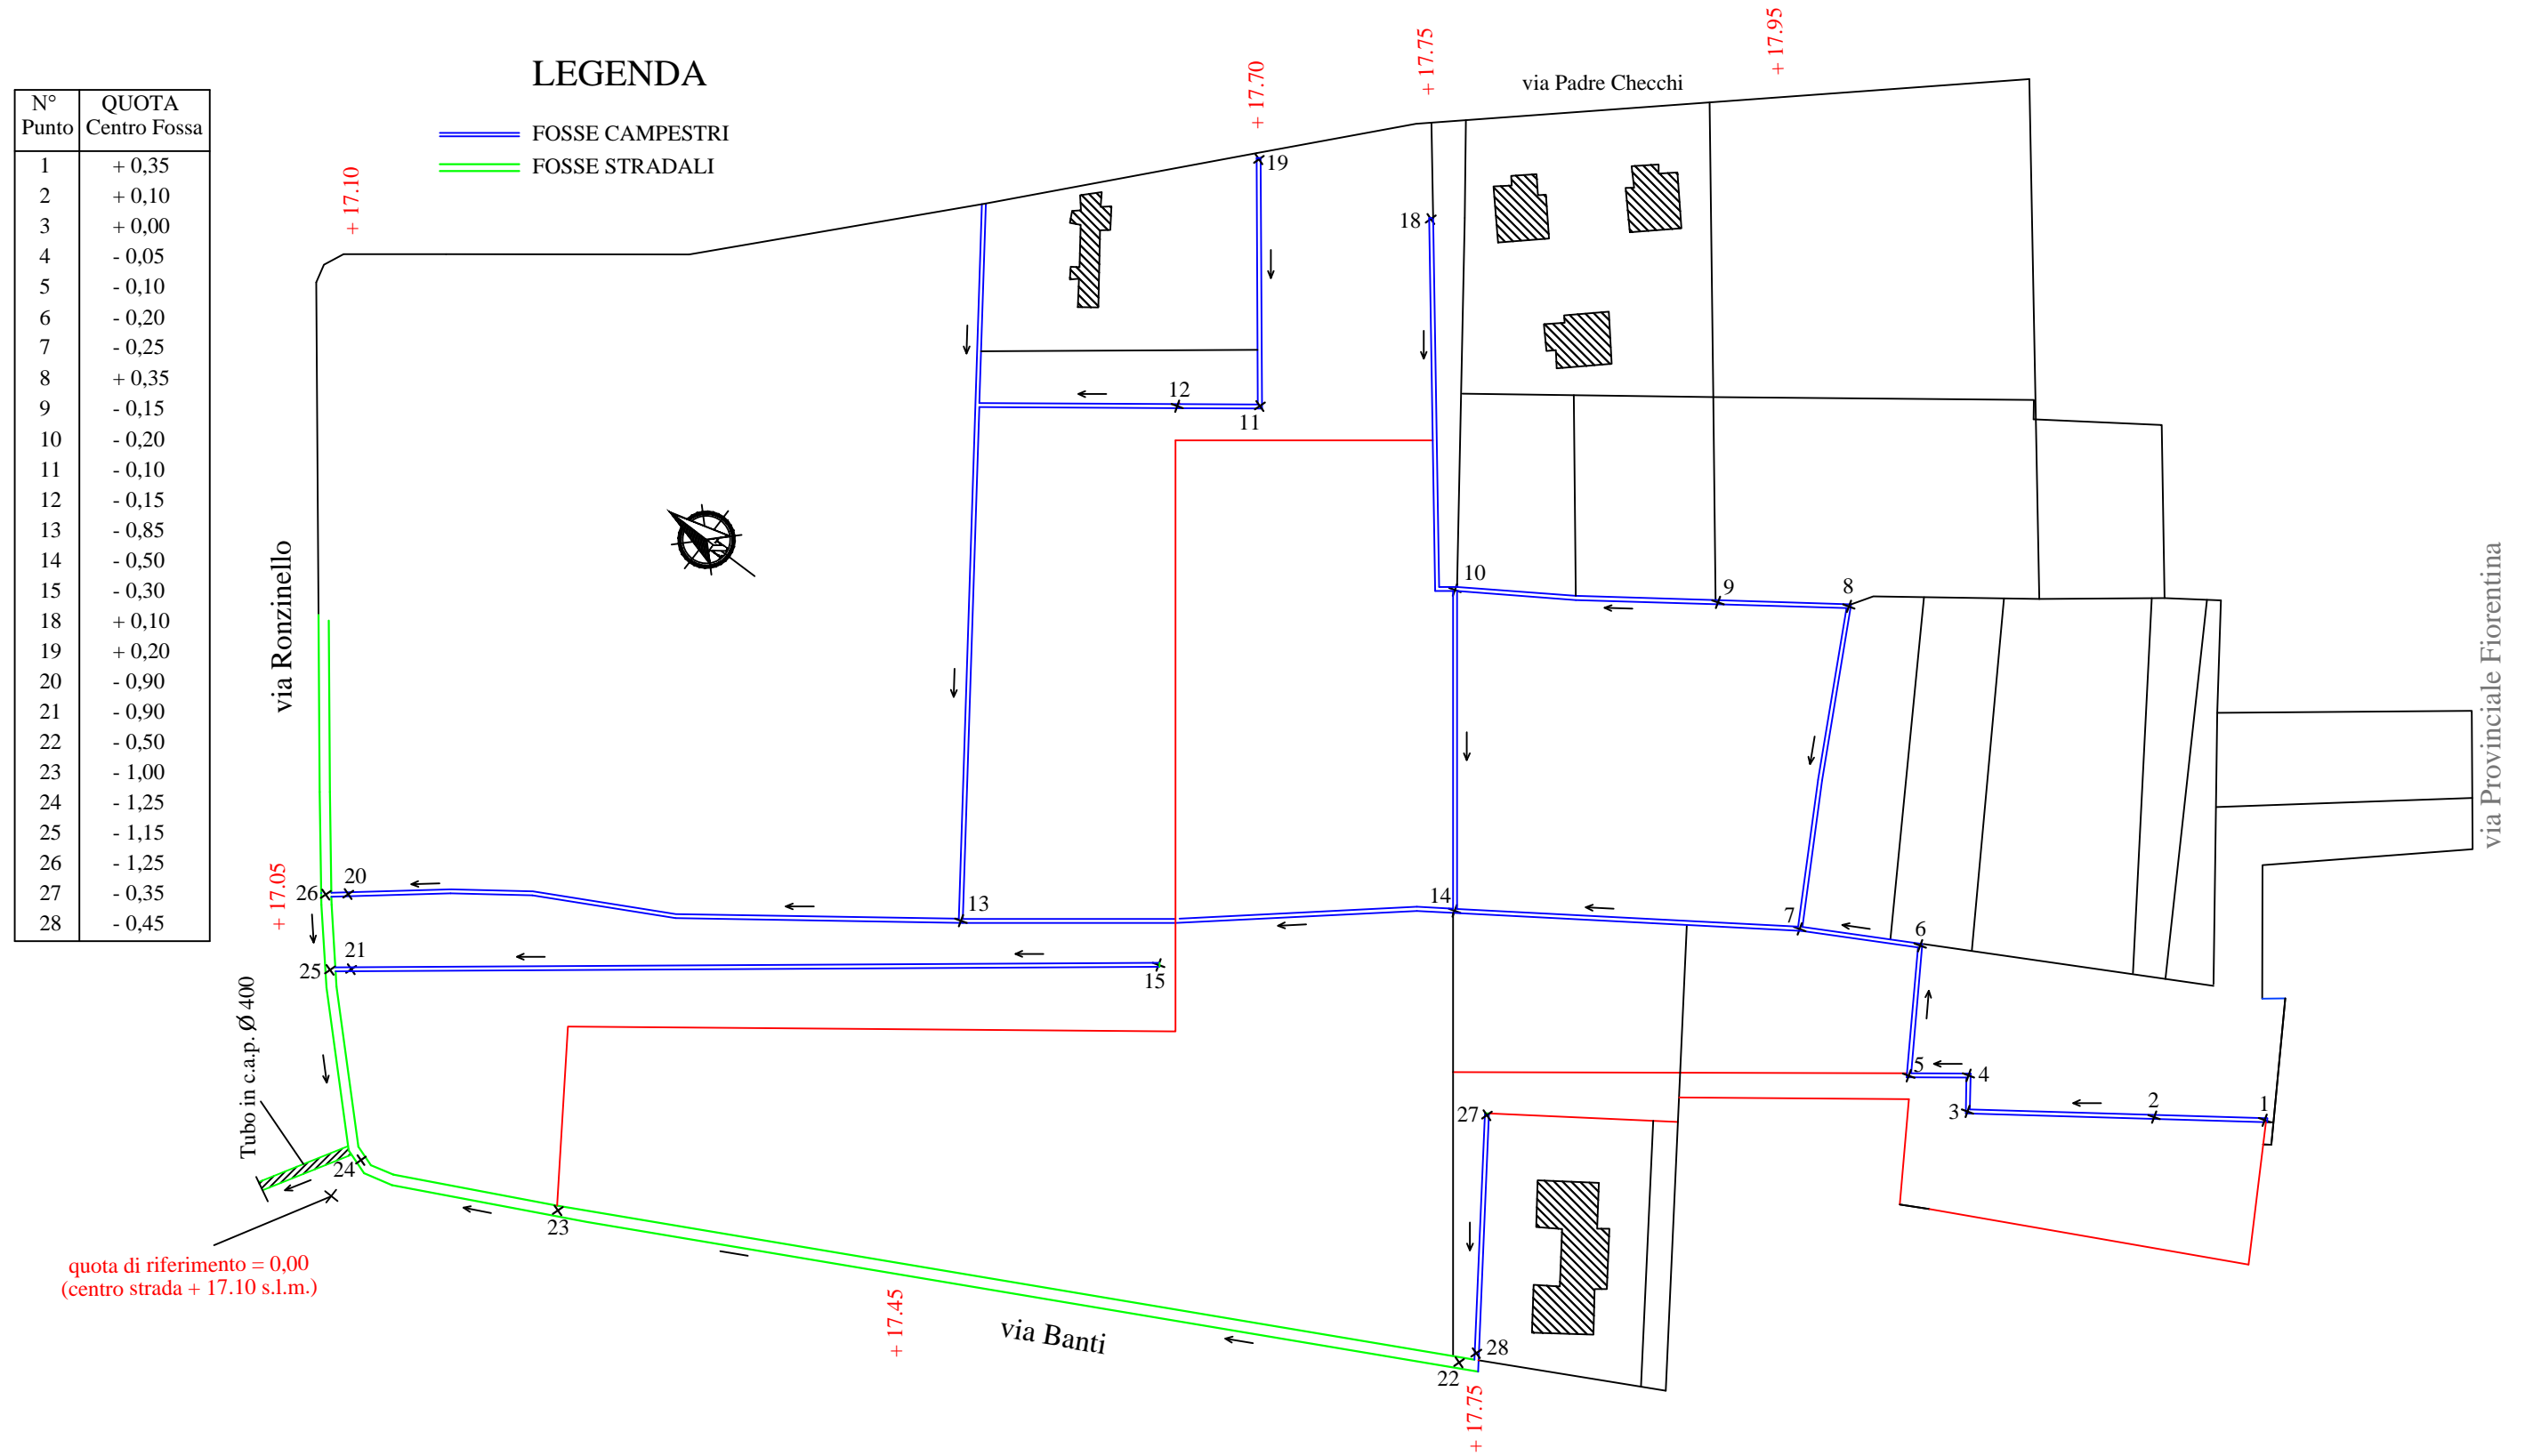 LEGENDA
FOSSE CAMPESTRI
FOSSE STRADALI
N° Punto QUOTA Centro Fossa
1 + 0,35
2 + 0,10
3 + 0,00
4 - 0,05
5 - 0,10
6 - 0,20
7 - 0,25
8 + 0,35
9 - 0,15
10 - 0,20
11 - 0,10
12 - 0,15
13 - 0,85
14 - 0,50
15 - 0,30
18 + 0,10
19 + 0,20
20 - 0,90
21 - 0,90
22 - 0,50
23 - 1,00
24 - 1,25
25 - 1,15
26 - 1,25
27 - 0,35
28 - 0,45
+ 17.10
+ 17.70
+ 17.75
+ 17.95
via Padre Checchi
19
18
12
11
10
9
8
via Ronzinello
via Provinciale Fiorentina
+ 17.05
26
20
13
14
7
6
25
21
15
5
4
3
2
1
27
Tubo in c.a.p. Ø 400
24
23
quota di riferimento = 0,00
(centro strada + 17.10 s.l.m.)
+ 17.45
via Banti
28
22
+ 17.75